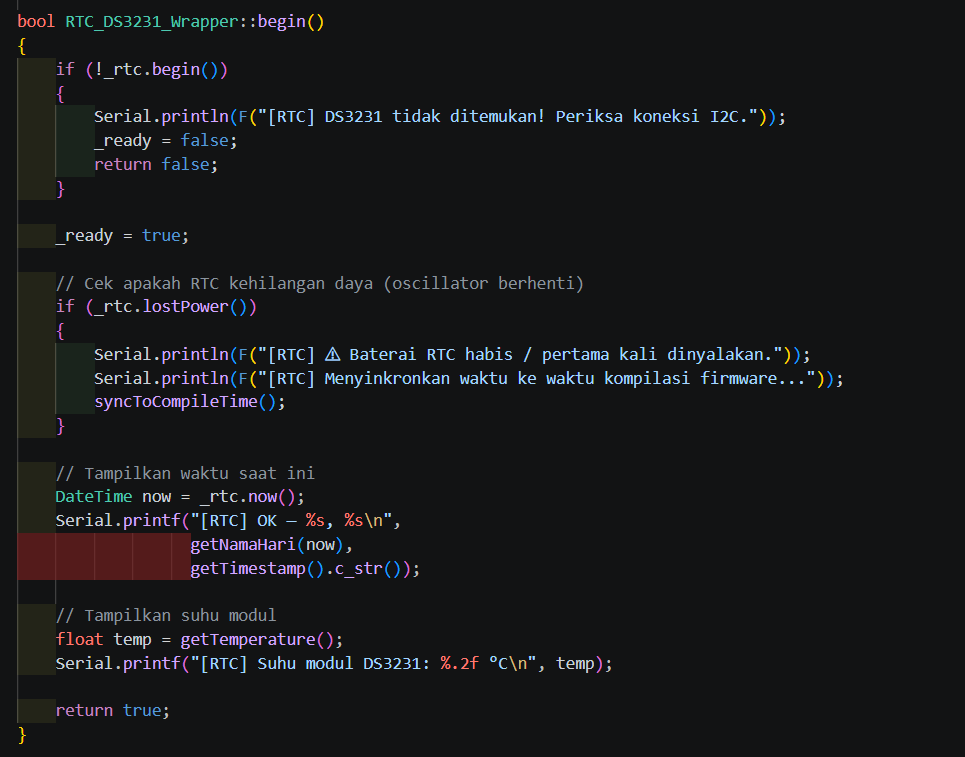 bool RTC_DS3231_Wrapper::begin()
{
    if (!_rtc.begin())
    {
        Serial.println(F("[RTC] DS3231 tidak ditemukan! Periksa koneksi I2C."));
        _ready = false;
        return false;
    }

    _ready = true;

    // Cek apakah RTC kehilangan daya (oscillator berhenti)
    if (_rtc.lostPower())
    {
        Serial.println(F("[RTC] ⚠ Baterai RTC habis / pertama kali dinyalakan."));
        Serial.println(F("[RTC] Menyinkronkan waktu ke waktu kompilasi firmware..."));
        syncToCompileTime();
    }

    // Tampilkan waktu saat ini
    DateTime now = _rtc.now();
    Serial.printf("[RTC] OK — %s, %s\n",
                  getNamaHari(now),
                  getTimestamp().c_str());

    // Tampilkan suhu modul
    float temp = getTemperature();
    Serial.printf("[RTC] Suhu modul DS3231: %.2f °C\n", temp);

    return true;
}